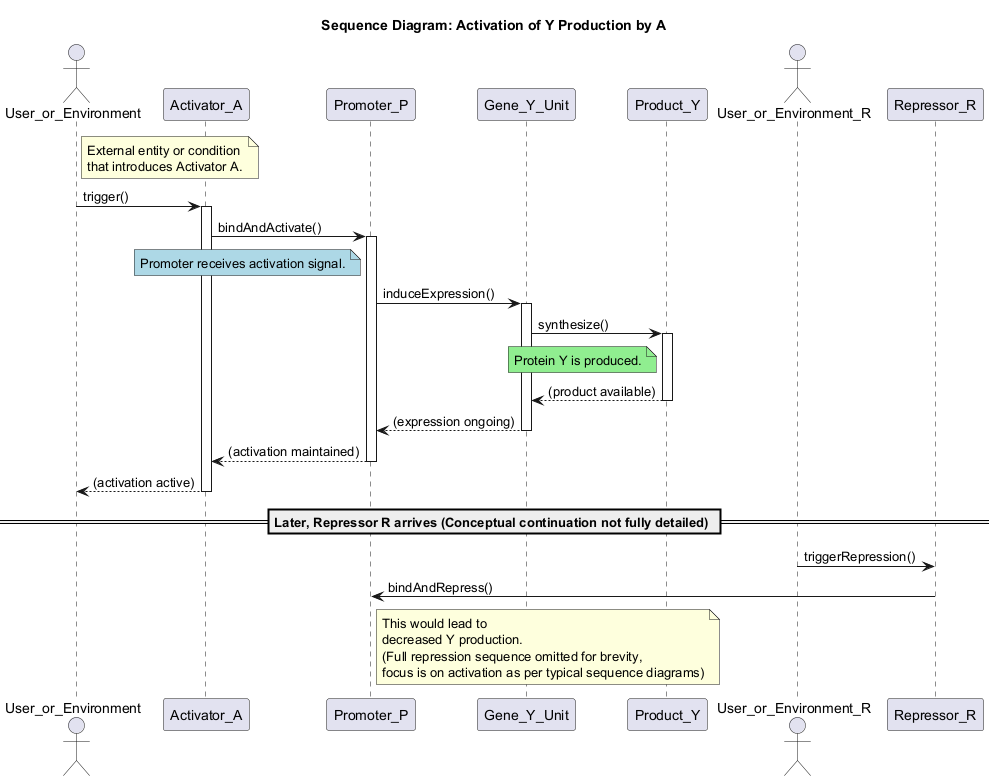 Sequence Diagram: Activation of Y Production by A
User_or_Environment
Activator_A
Promoter_P
Gene_Y_Unit
Product_Y
User_or_Environment_R
Repressor_R
External entity or condition
that introduces Activator A.
trigger()
bindAndActivate()
Promoter receives activation signal.
induceExpression()
synthesize()
Protein Y is produced.
(product available)
(expression ongoing)
(activation maintained)
(activation active)
Later, Repressor R arrives (Conceptual continuation not fully detailed)
triggerRepression()
bindAndRepress()
This would lead to
decreased Y production.
(Full repression sequence omitted for brevity,
focus is on activation as per typical sequence diagrams)
User_or_Environment
Activator_A
Promoter_P
Gene_Y_Unit
Product_Y
User_or_Environment_R
Repressor_R